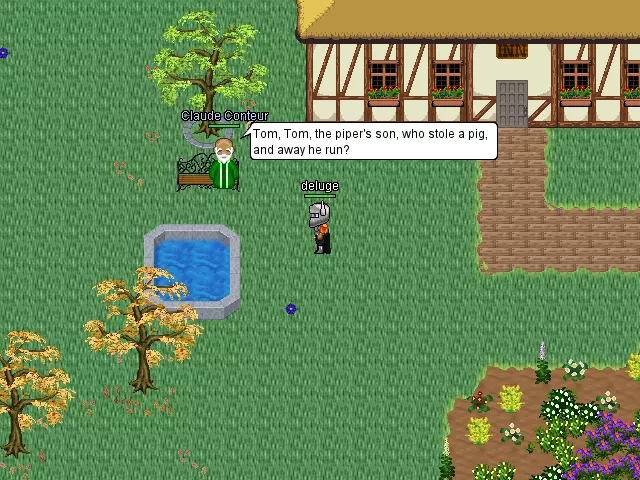 Claude Conteur
Tom, Tom, the piper's son, who stole a pig,
and away he run?
deluge